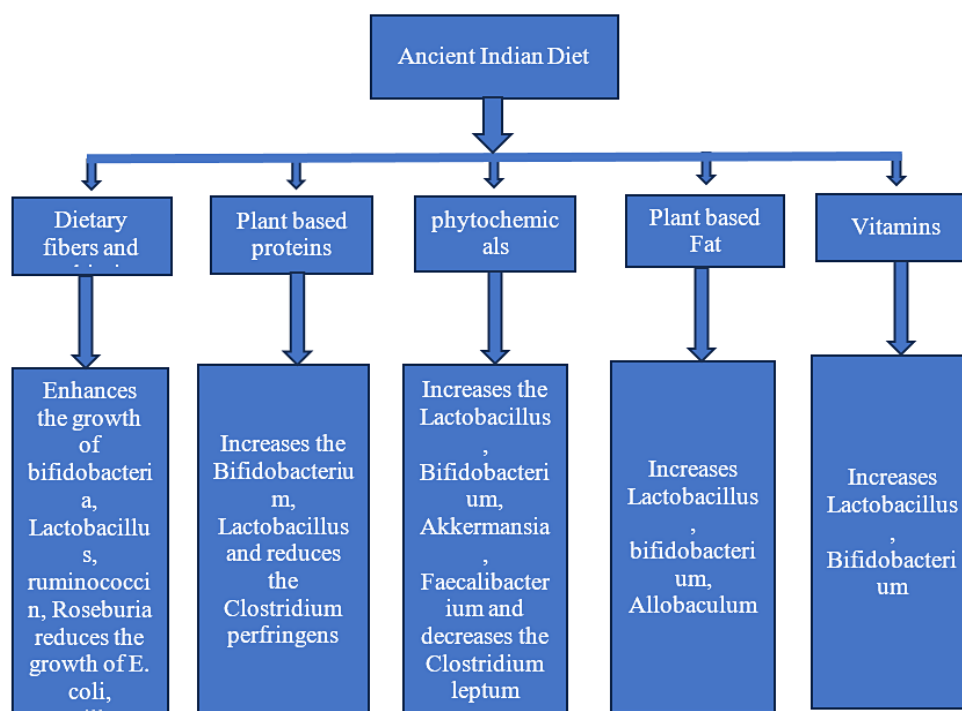 Ancient Indian Diet
Dietary
fibers and
Plant based
proteins
phytochemic
als
Plant based
Fat
Vitamins
Enhances
the growth
of
bifidobacteri
a,
Lactobacillu
s,
ruminococci
n, Roseburia
reduces the
growth of E.
coli,
Increases the
Bifidobacteriu
m,
Lactobacillus
and reduces
the
Clostridium
perfringens
Increases the
Lactobacillus
,
Bifidobacteri
um,
Akkermansia
,
Faecalibacter
ium and
decreases the
Clostridium
leptum
Increases
Lactobacillus
,
bifidobacteri
um,
Allobaculum
Increases
Lactobacillus
,
Bifidobacteri
um